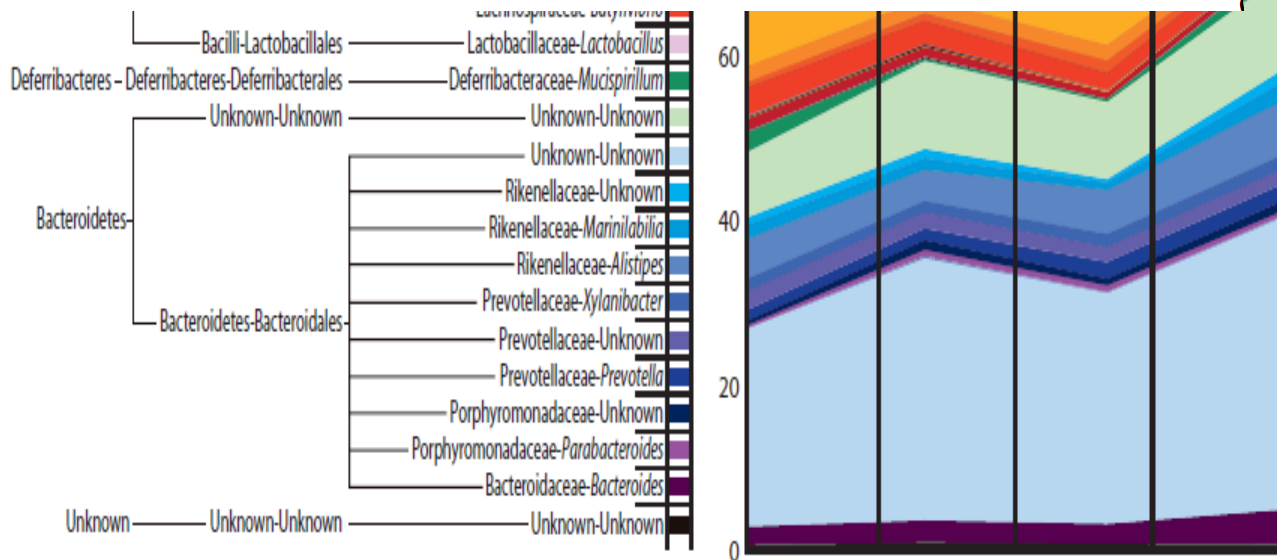 Bacilli-Lactobacillales Lactobacillaceae-Lactobacillus
Deferribacteres Deferribacteres-Deferribacterales Deferribacteraceae-Mucispirillum
Unknown-Unknown Unknown-Unknown
Unknown-Unknown
Rikenellaceae-Unknown
Bacteroidetes
Rikenellaceae-Marinilabilia
Rikenellaceae-Alistipes
Prevotellaceae-Xylanibacter
Bacteroidetes-Bacteroidales
Prevotellaceae-Unknown
Prevotellaceae-Prevotella
Porphyromonadaceae-Unknown
Porphyromonadaceae-Parabacteroides
Bacteroidaceae-Bacteroides
Unknown Unknown-Unknown Unknown-Unknown
60
40
20
0